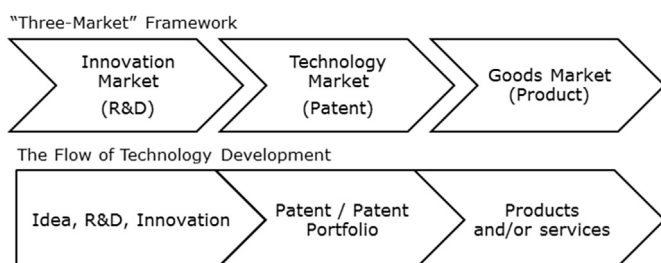 “Three-Market” Framework
Innovation
Market
(R&D)
Technology
Market
(Patent)
Goods Market
(Product)
The Flow of Technology Development
Idea, R&D, Innovation
Patent / Patent
Portfolio
Products
and/or services